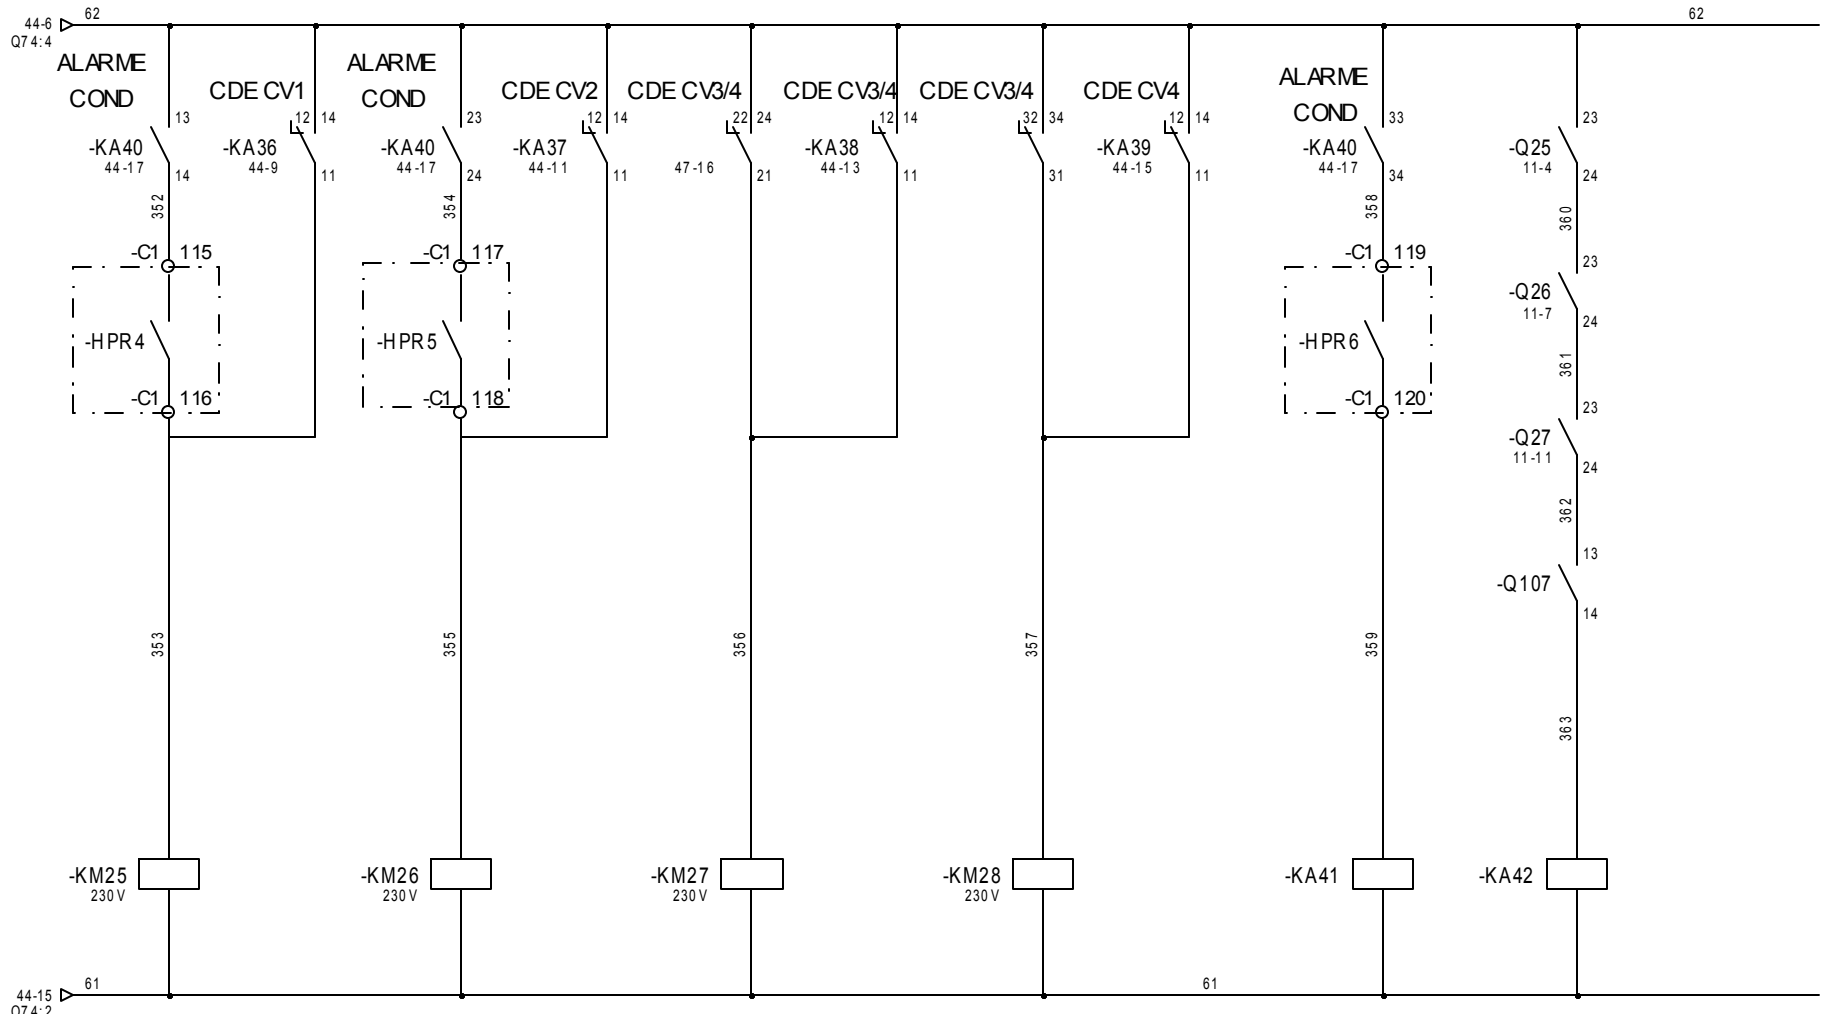 62
62
44-6
Q74:4
ALARME
COND
CDE CV1
ALARME
COND
CDE CV2
CDE CV3/4
CDE CV3/4
CDE CV3/4
CDE CV4
ALARME
COND
13
12 14
23
12 14
22 24
12 14
32 34
12 14
33
23
-KA40
44-17
14
-KA36
44-9
11
-KA40
44-17
24
-KA37
44-11
11
47-16
21
-KA38
44-13
11
31
-KA39
44-15
11
-KA40
44-17
34
-Q25
11-4
24
352
354
358
360
-C1 115
-C1 117
-C1 119
23
-Q26
11-7
24
-HPR4
-HPR5
-HPR6
361
-C1 116
-C1 118
-C1 120
23
-Q27
11-11
24
362
13
-Q107
14
353
355
356
357
359
363
-KM25
230V
-KM26
230V
-KM27
230V
-KM28
230V
-KA41
-KA42
61
61
44-15
Q74:2